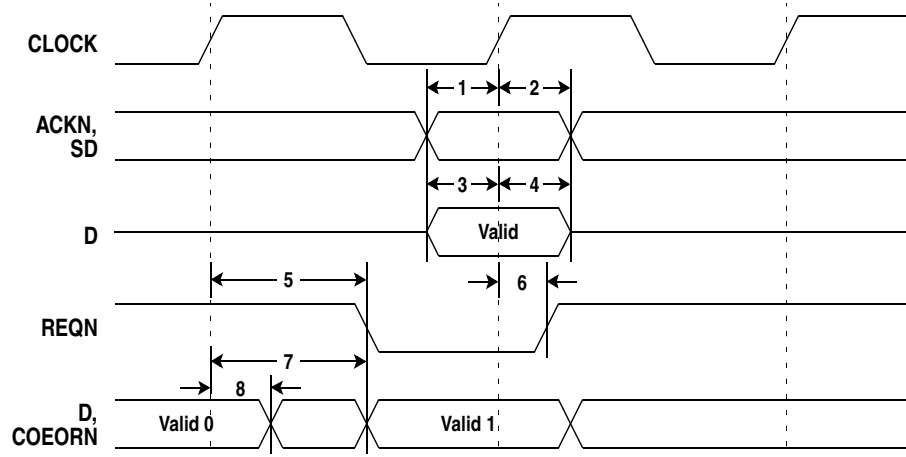 CLOCK
1
2
ACKN,
SD
3
4
D
Valid
5
6
REQN
7
8
D,
COEORN
Valid 0
Valid 1